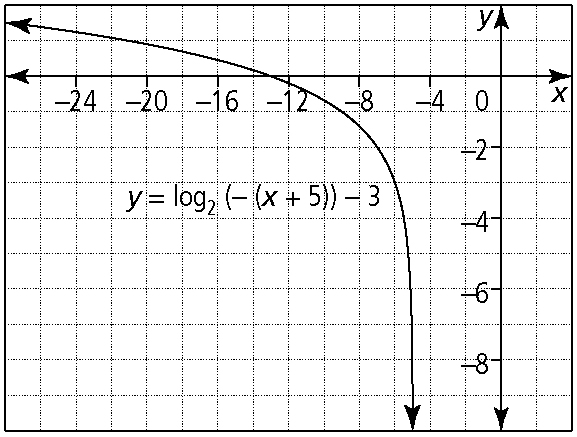 y
−24 −20 −16 −12 −8 −4 0 x
−2
y = log₂ (− (x + 5)) − 3
−4
−6
−8